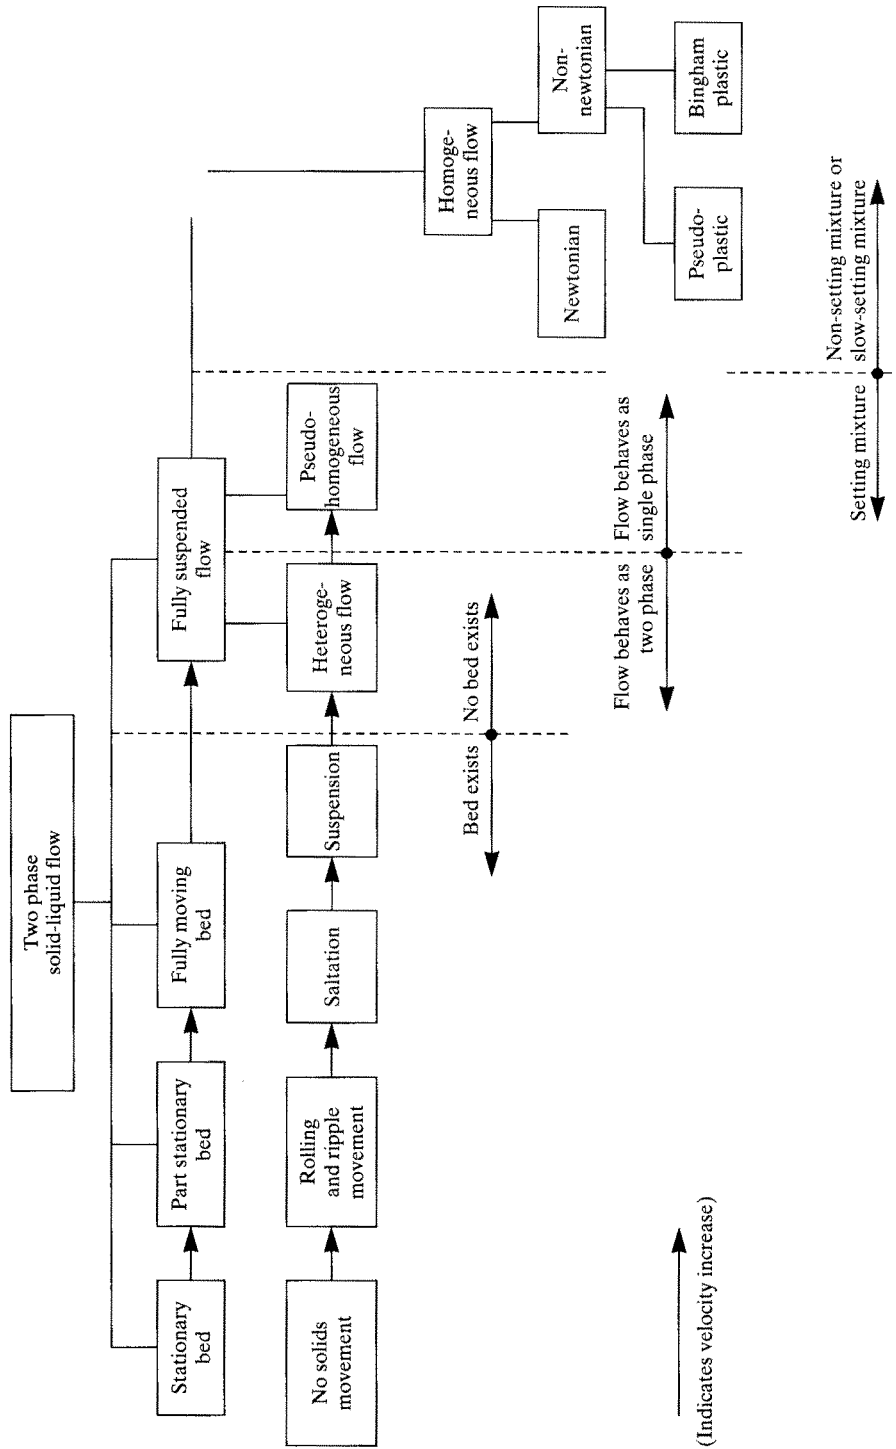 Two phase
solid-liquid flow
Stationary
bed
Part stationary
bed
Fully moving
bed
Fully suspended
flow
No solids
movement
Rolling
and ripple
movement
Saltation
Suspension
Heteroge-
neous flow
Pseudo-
homogeneous
flow
Homoge-
neous flow
Newtonian
Non-
newtonian
Pseudo-
plastic
Bingham
plastic
Bed exists
No bed exists
Flow behaves as
two phase
Flow behaves as
single phase
Setting mixture
Non-setting mixture or
slow-setting mixture
(Indicates velocity increase)